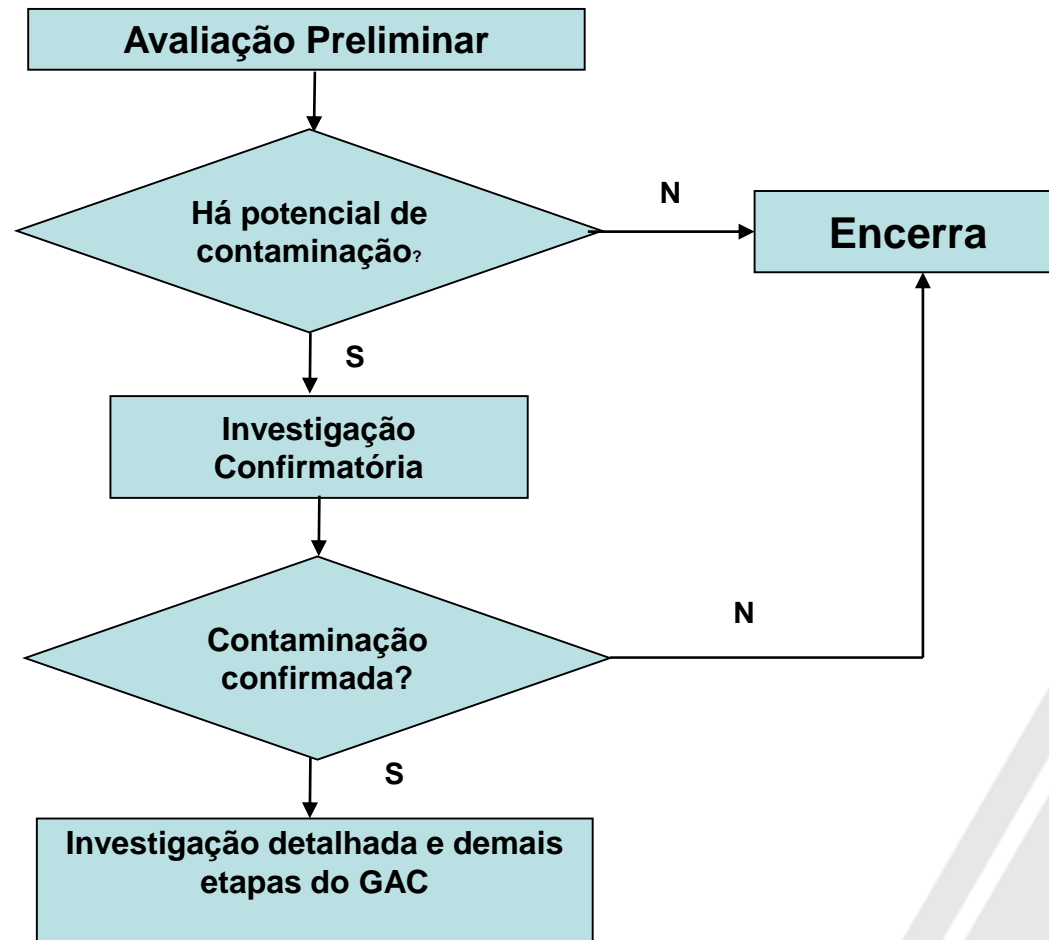 Avaliação Preliminar
Há potencial de
contaminação?
N
Encerra
S
Investigação
Confirmatória
Contaminação
confirmada?
N
S
Investigação detalhada e demais
etapas do GAC